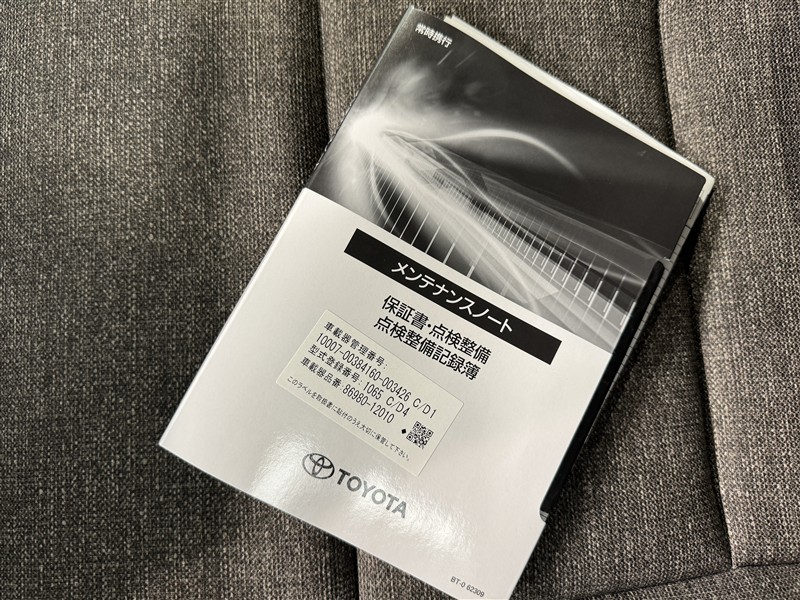 常時携行
メンテナンスノート
保証書・点検整備
点検整備記録簿
車載器管理番号:
10007-00384160-003426 C/D1
型式登録番号: 1065 C/D4
車載器品番: 86980-12010
このラベルを取扱書に貼付のうえ大切に保管して下さい。
TOYOTA
BT-0 62309